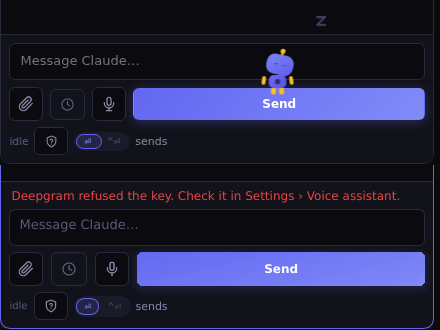 z
Message Claude...
Send
idle
⏎
^⏎
sends
Deepgram refused the key. Check it in Settings › Voice assistant.
Message Claude...
Send
idle
⏎
^⏎
sends